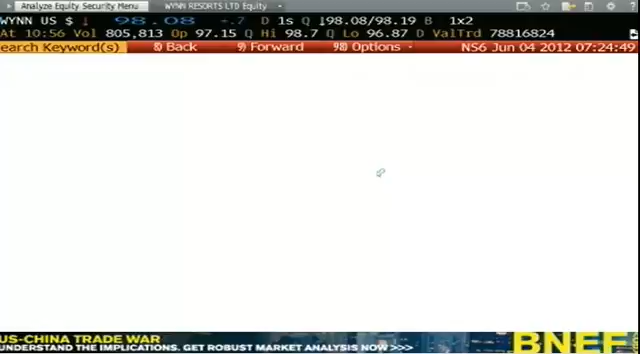 Analyze Equity Security Menu WYNN RESORTS LTD Equity
WYNN US $ ↓ 98.08 +.7 D 1s Q ↓98.08/98.19 B 1x2
At 10:56 Vol 805,813 Op 97.15 Q Hi 98.7 Q Lo 96.87 D ValTrd 78816824
earch Keyword(s) 8) Back 9) Forward 98) Options NS6 Jun 04 2012 07:24:49
US-CHINA TRADE WAR
UNDERSTAND THE IMPLICATIONS. GET ROBUST MARKET ANALYSIS NOW >>>
BNEF